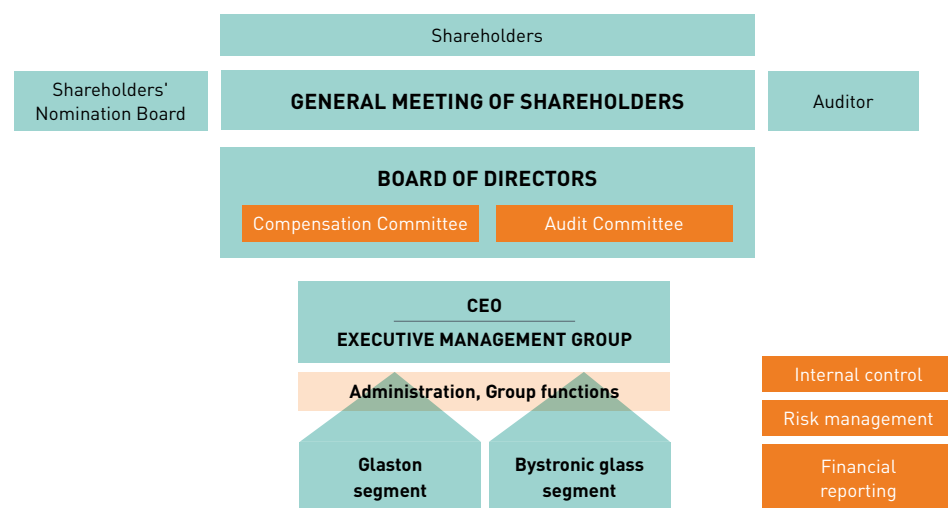 Shareholders
Shareholders'
Nomination Board
GENERAL MEETING OF SHAREHOLDERS
Auditor
BOARD OF DIRECTORS
Compensation Committee
Audit Committee
CEO
EXECUTIVE MANAGEMENT GROUP
Administration, Group functions
Glaston
segment
Bystronic glass
segment
Internal control
Risk management
Financial
reporting